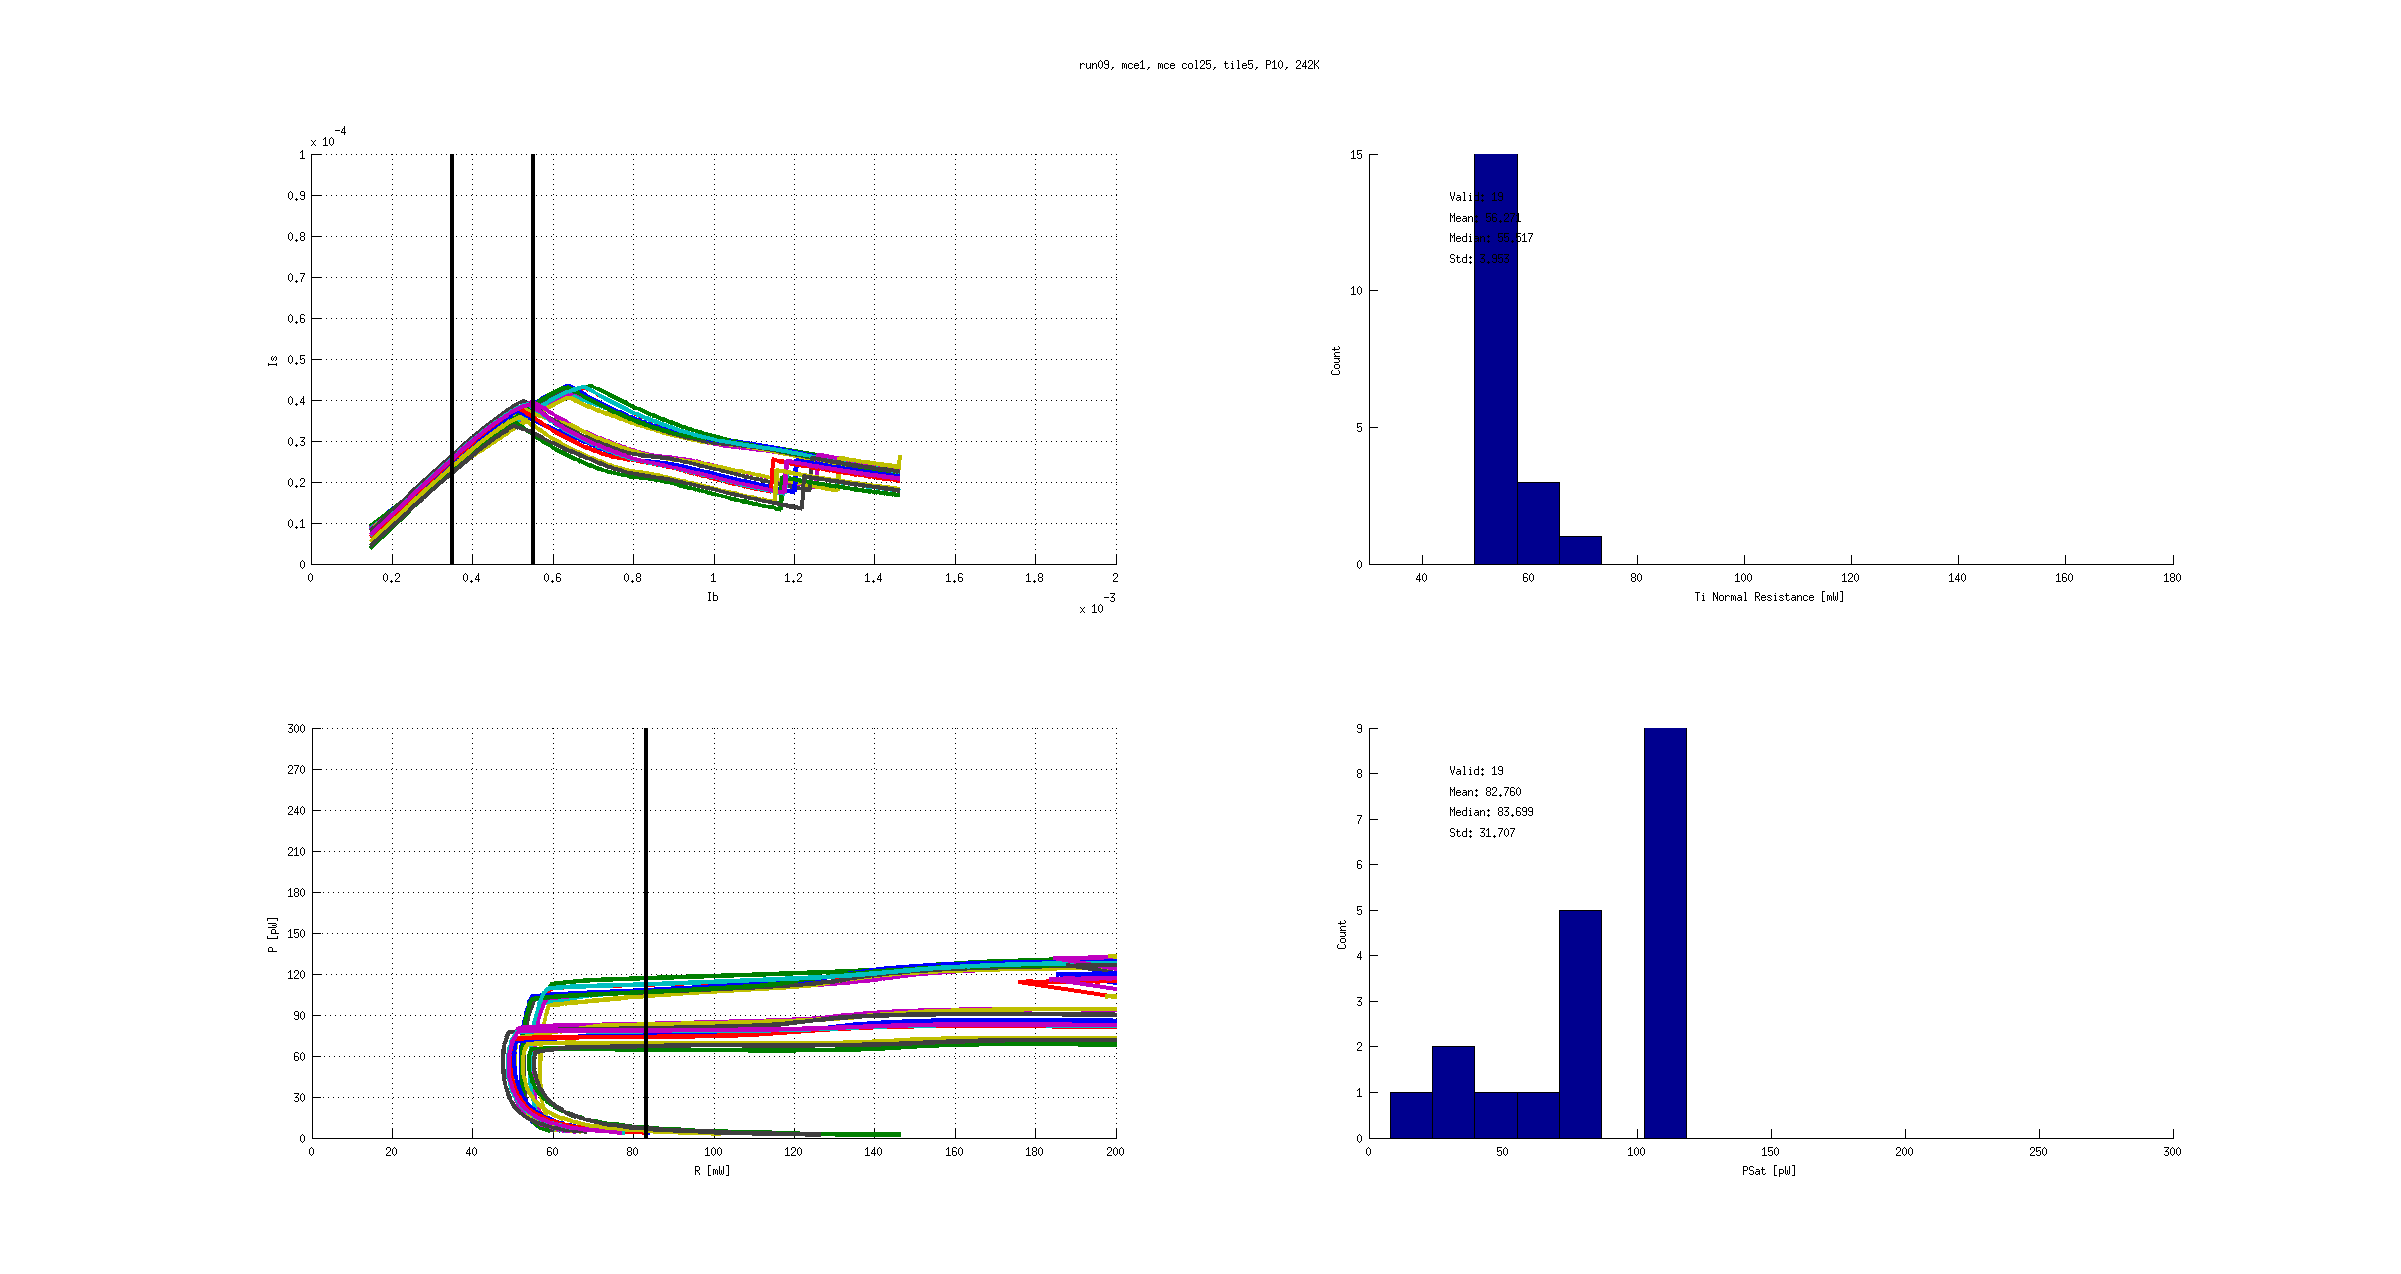 run09, mce1, mce col25, tile5, P10, 242K
x 10 -4
1
0.9
0.8
0.7
0.6
0.5
0.4
0.3
0.2
0.1
0
Is
0 0.2 0.4 0.6 0.8 1 1.2 1.4 1.6 1.8 2
Ib
x 10 -3
15
10
5
0
Count
Valid: 19
Mean:
Median:
Std:
40 60 80 100 120 140 160 180
Ti Normal Resistance [mW]
300
270
240
210
180
150
120
90
60
30
0
P [pW]
0 20 40 60 80 100 120 140 160 180 200
R [mW]
9
8
7
6
5
4
3
2
1
0
Count
Valid: 19
Mean: 82.760
Median: 83.699
Std: 31.707
0 50 100 150 200 250 300
PSat [pW]